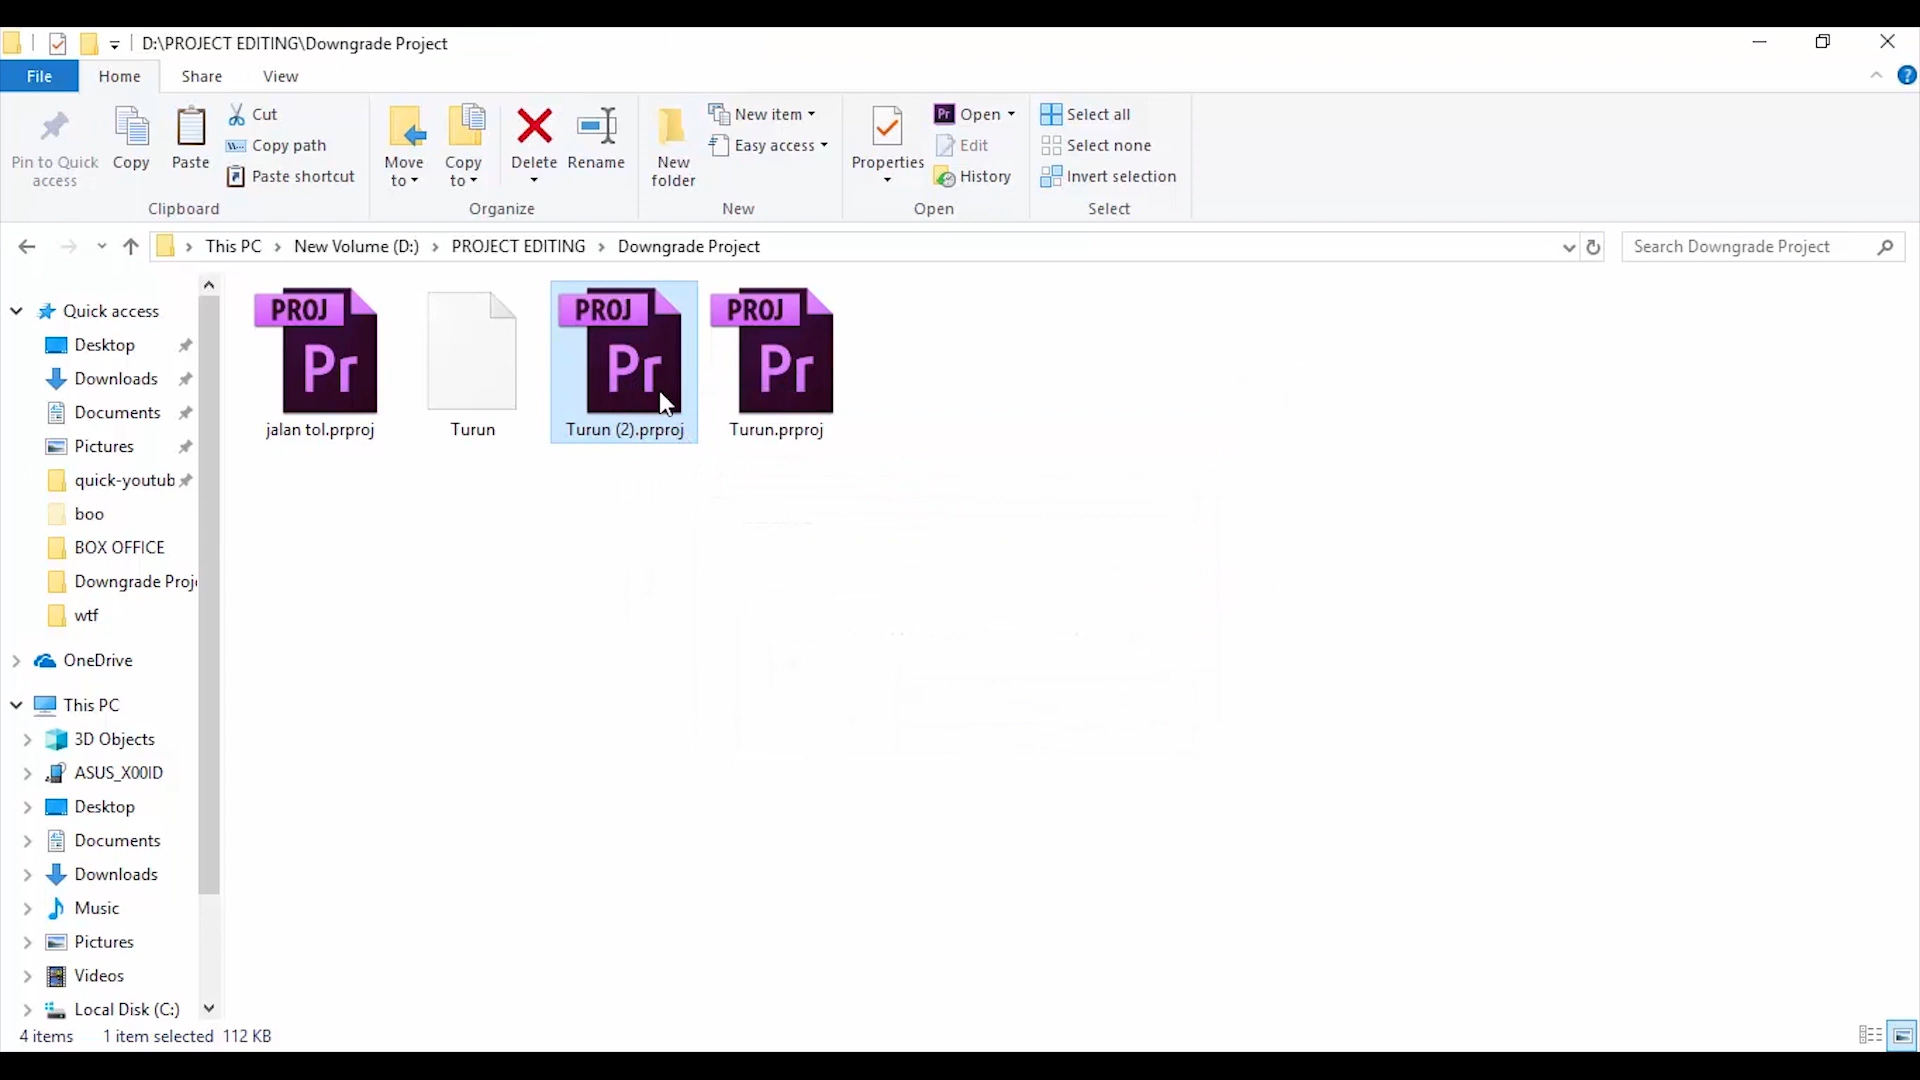 D:\PROJECT EDITING\Downgrade Project
File Home Share View
Pin to Quick access
Copy
Paste
Cut
Copy path
Paste shortcut
Clipboard
Move to
Copy to
Delete
Rename
Organize
New folder
New item
Easy access
New
Properties
Pr Open
Edit
History
Open
Select all
Select none
Invert selection
Select
This PC > New Volume (D:) > PROJECT EDITING > Downgrade Project
Search Downgrade Project
Quick access
Desktop
Downloads
Documents
Pictures
quick-youtub
boo
BOX OFFICE
Downgrade Proj
wtf
OneDrive
This PC
3D Objects
ASUS_X00ID
Desktop
Documents
Downloads
Music
Pictures
Videos
Local Disk (C:)
PROJ
Pr
jalan tol.prproj
Turun
PROJ
Pr
Turun (2).prproj
PROJ
Pr
Turun.prproj
4 items 1 item selected 112 KB